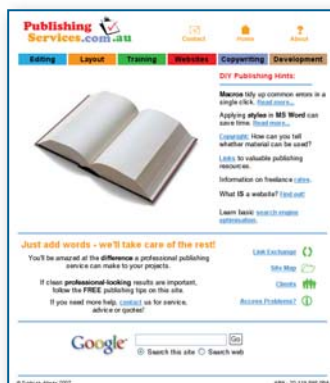 Publishing
Services.com.au
Contact
Home
About
Editing
Layout
Training
Websites
Copywriting
Development
DIY Publishing Hints:
Macros tidy up common errors in a
single click. Read more...
Applying styles in MS Word can
save time. Read more...
Copyright: How can you tell
whether material can be used?
Links to valuable publishing
resources.
Information on freelance rates.
What IS a website? Find out!
Learn basic search engine
optimisation.
Just add words - we'll take care of the rest!
You'll be amazed at the difference a professional publishing
service can make to your projects.
If clean professional-looking results are important,
follow the FREE publishing tips on this site.
If you need more help, contact us for service,
advice or quotes!
Link Exchange
Site Map
Clients
Access Problems?
Google
Go
Search this site
Search web